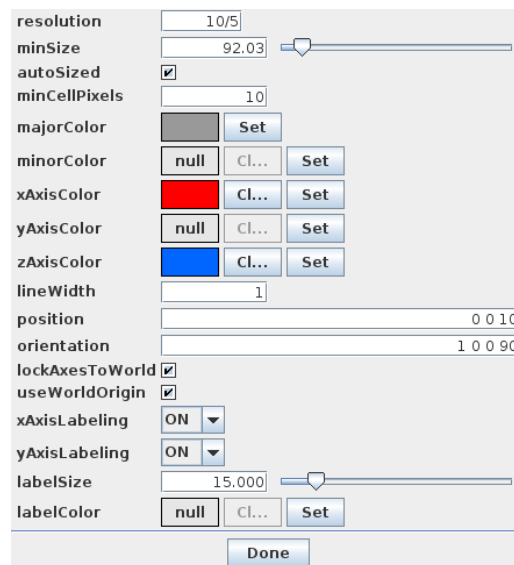 resolution 10/5
minSize 92.03
autoSized
minCellPixels 10
majorColor Set
minorColor null Cl... Set
xAxisColor Cl... Set
yAxisColor null Cl... Set
zAxisColor Cl... Set
lineWidth 1
position 0 0 10
orientation 1 0 0 90
lockAxesToWorld
useWorldOrigin
xAxisLabeling ON
yAxisLabeling ON
labelSize 15.000
labelColor null Cl... Set
Done